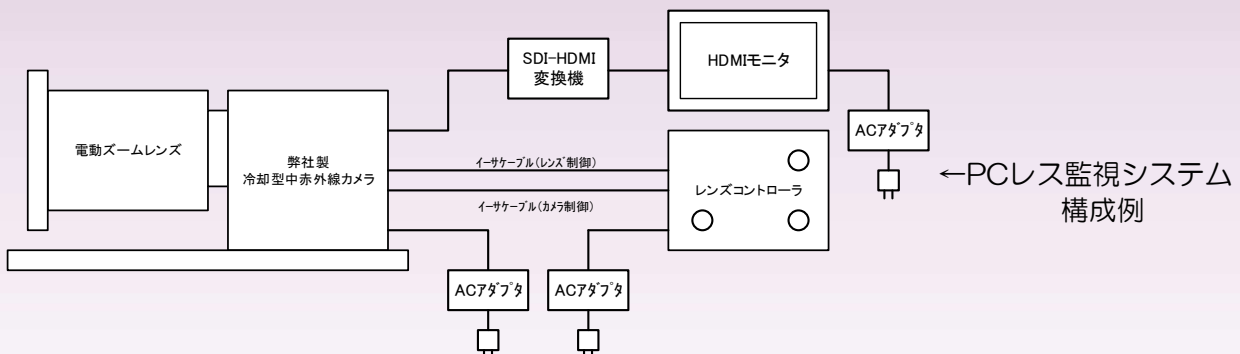 SDI-HDMI
変換機
HDMIモニタ
ACアダプタ
電動ズームレンズ
弊社製
冷却型中赤外線カメラ
イーサケーブル(レンズ制御)
イーサケーブル(カメラ制御)
レンズコントローラ
←PCレス監視システム
構成例
ACアダプタ
ACアダプタ